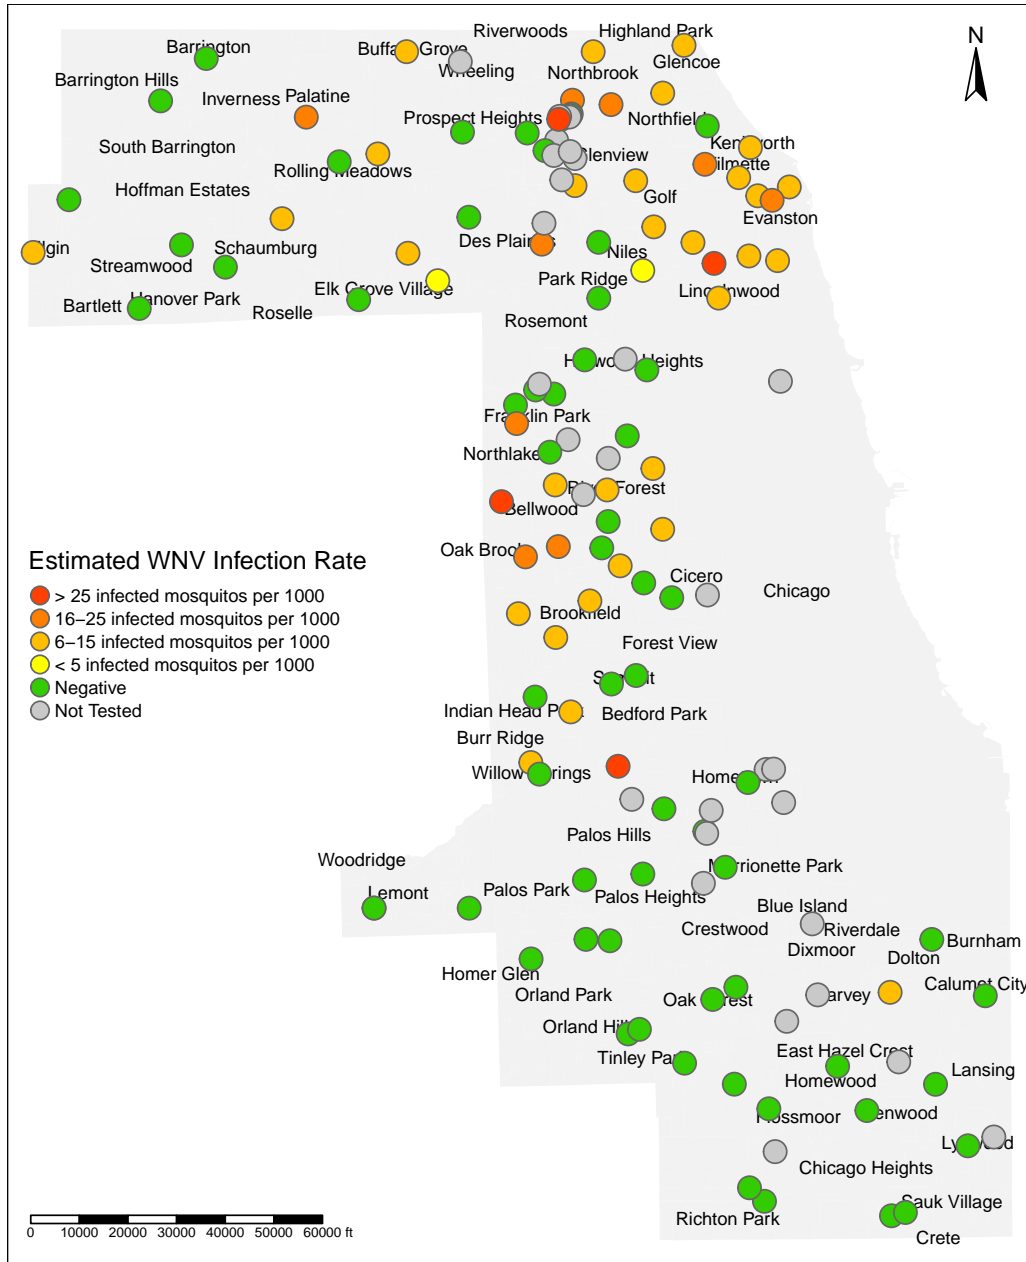 Riverwoods
Highland Park
N
Barrington
Buffalo Grove
Glencoe
Wheeling
Northbrook
Barrington Hills
Inverness
Palatine
Prospect Heights
Northfield
Kenilworth
South Barrington
Glenview
Wilmette
Rolling Meadows
Hoffman Estates
Golf
Evanston
Elgin
Schaumburg
Des Plaines
Niles
Streamwood
Park Ridge
Elk Grove Village
Lincolnwood
Bartlett
Hanover Park
Roselle
Rosemont
Harwood Heights
Franklin Park
Northlake
River Forest
Bellwood
Oak Brook
Estimated WNV Infection Rate
> 25 infected mosquitos per 1000
16−25 infected mosquitos per 1000
6−15 infected mosquitos per 1000
< 5 infected mosquitos per 1000
Negative
Not Tested
Cicero
Chicago
Brookfield
Forest View
Summit
Indian Head Park
Bedford Park
Burr Ridge
Willow Springs
Hometown
Palos Hills
Woodridge
Merrionette Park
Lemont
Palos Park
Palos Heights
Blue Island
Crestwood
Riverdale
Dixmoor
Burnham
Dolton
Homer Glen
Calumet City
Orland Park
Oak Forest
Harvey
Orland Hills
Tinley Park
East Hazel Crest
Homewood
Lansing
Flossmoor
Glenwood
Lynwood
Chicago Heights
Sauk Village
Richton Park
Crete
0 10000 20000 30000 40000 50000 60000 ft